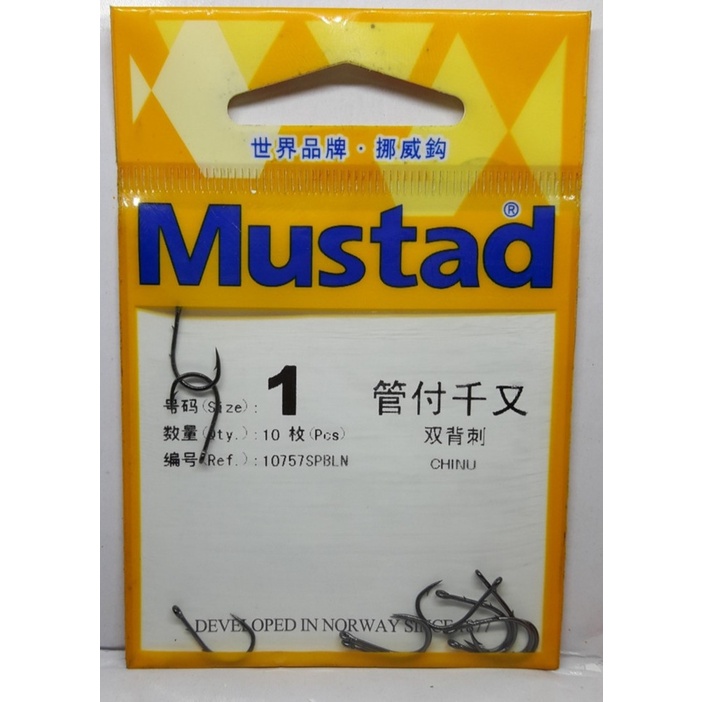 世界品牌·挪威鈎
Mustad®
号码(Size): 1
管付千又
数量(Qty.): 10 枚(Pcs)
双背刺
编号(Ref.): 10757SPBLN
CHINU
DEVELOPED IN NORWAY SINCE 1877